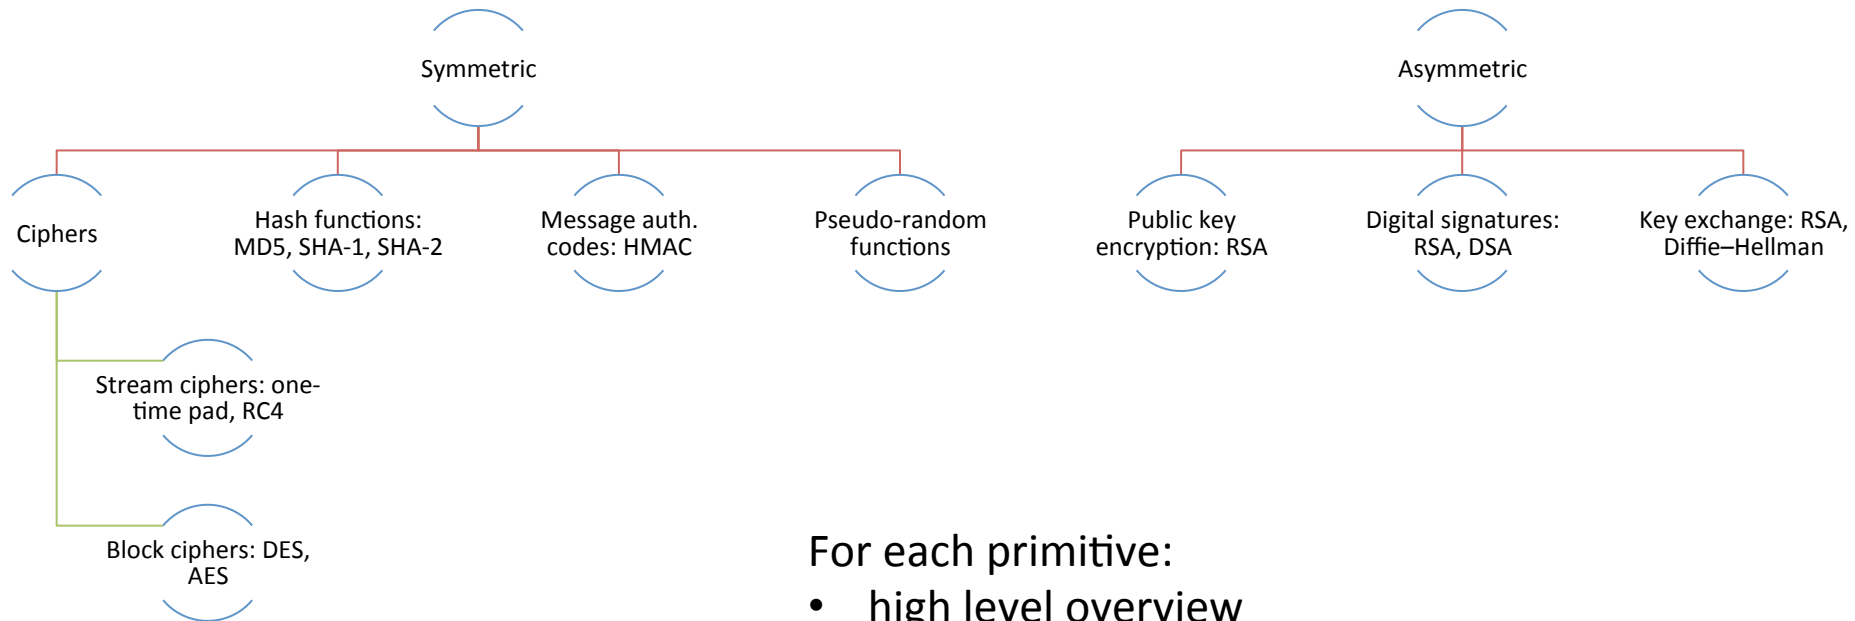 Symmetric
Asymmetric
Ciphers
Hash functions:
MD5, SHA-1, SHA-2
Message auth.
codes: HMAC
Pseudo-random
functions
Public key
encryption: RSA
Digital signatures:
RSA, DSA
Key exchange: RSA,
Diffie–Hellman
Stream ciphers: one-
time pad, RC4
Block ciphers: DES,
AES
For each primitive:
• high level overview